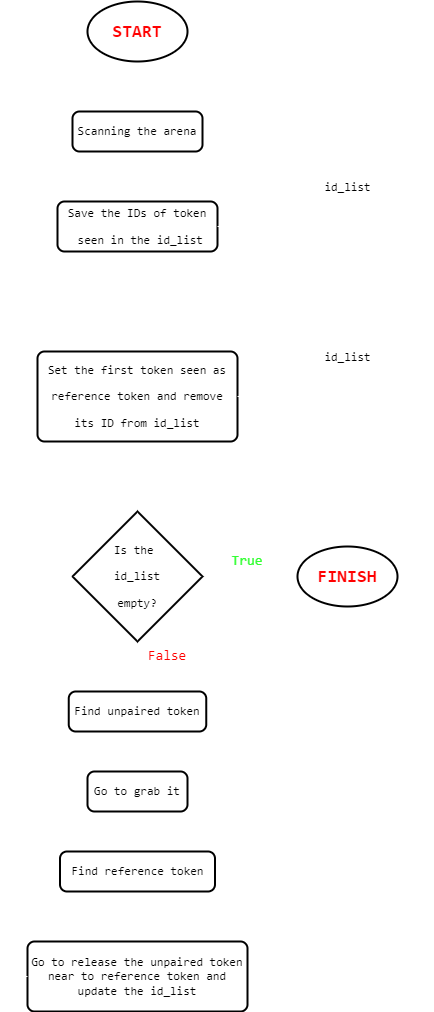 START
Scanning the arena
id_list
Save the IDs of token
seen in the id_list
id_list
Set the first token seen as
reference token and remove
its ID from id_list
Is the
id_list
empty?
True
FINISH
False
Find unpaired token
Go to grab it
Find reference token
Go to release the unpaired token
near to reference token and
update the id_list